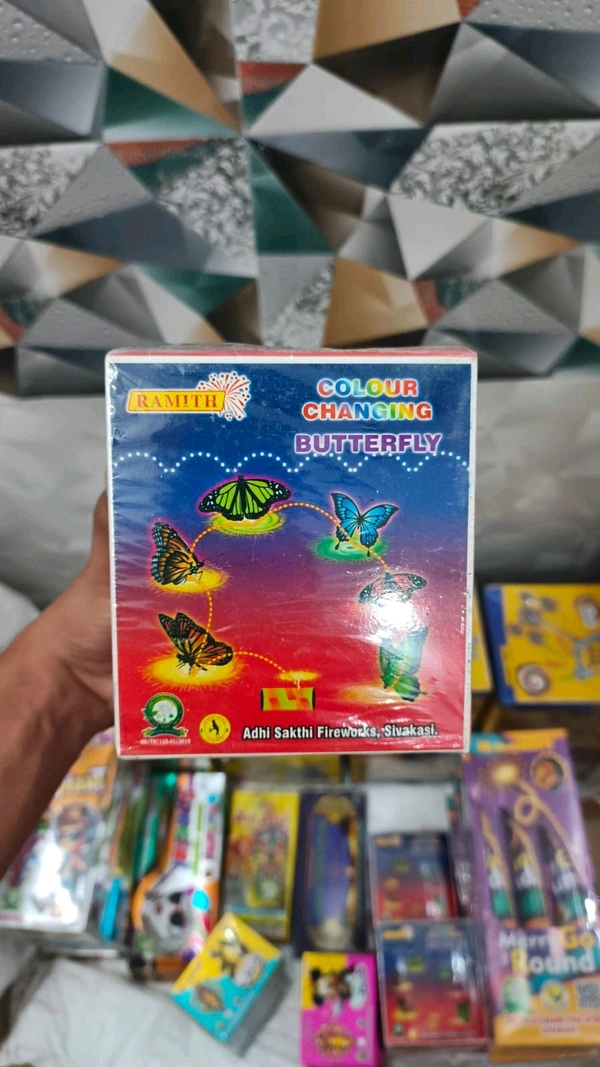 RAMITH
COLOUR
CHANGING
BUTTERFLY
Adhi Sakthi Fireworks, Sivakasi.
Merry Go
Round